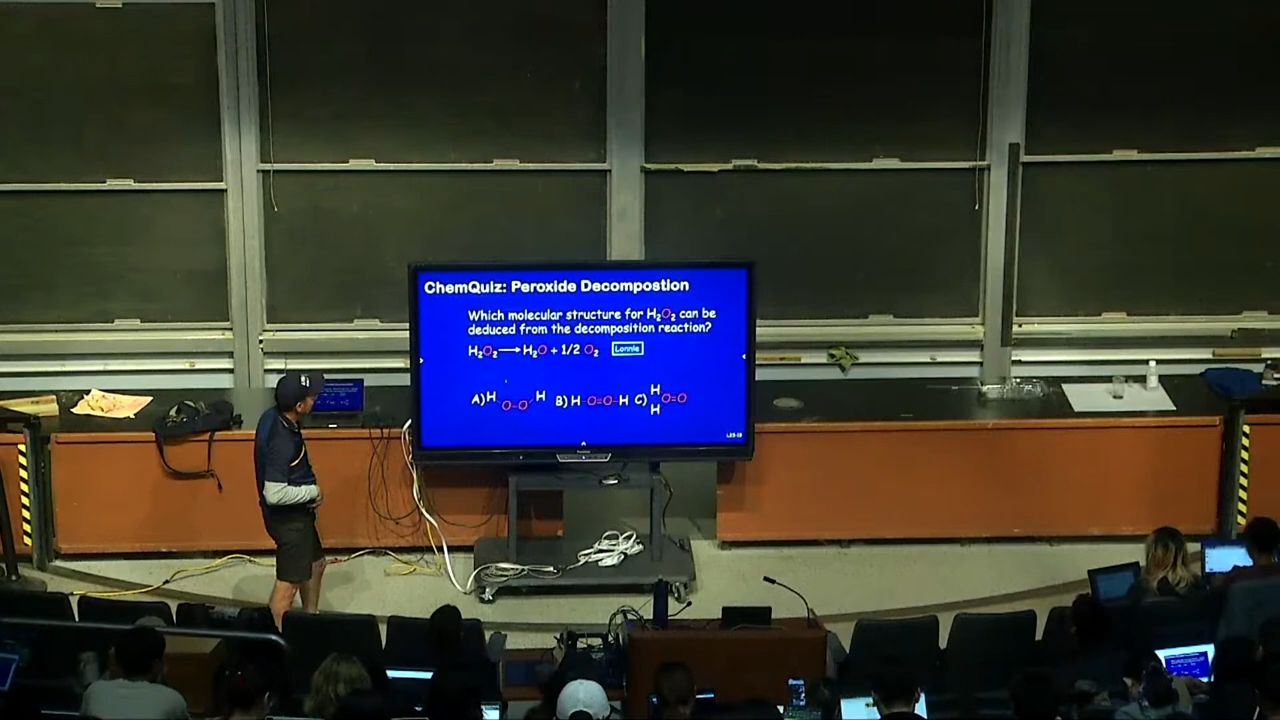 ChemQuiz: Peroxide Decompostion
Which molecular structure for H₂O₂ can be
deduced from the decomposition reaction?
H₂O₂ → H₂O + 1/2 O₂ Lonnie
A) H O-O H B) H-O=O-H C) H H O=O